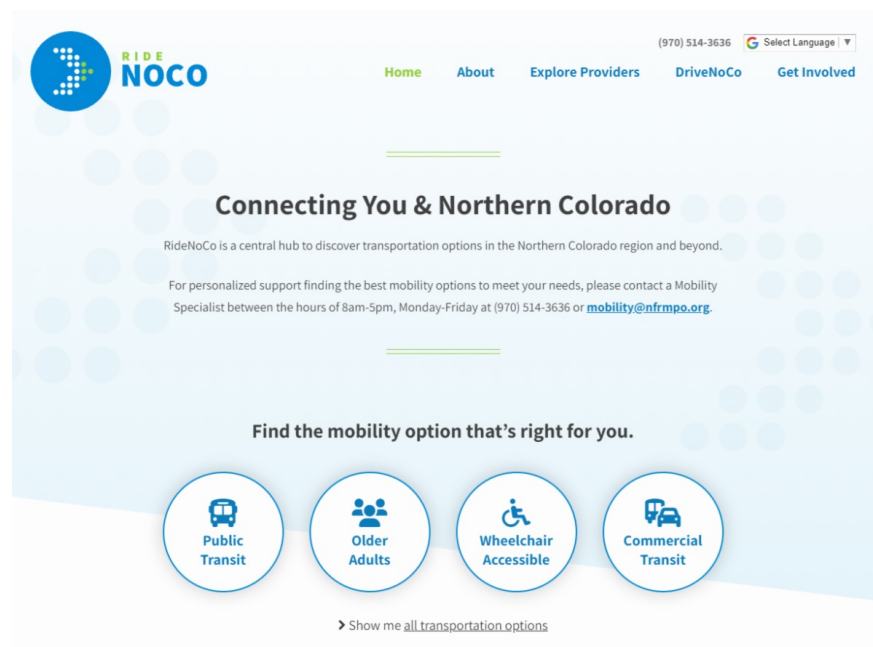 (970) 514-3636 Select Language ▼
RIDE
NOCO
Home About Explore Providers DriveNoCo Get Involved
Connecting You & Northern Colorado
RideNoCo is a central hub to discover transportation options in the Northern Colorado region and beyond.
For personalized support finding the best mobility options to meet your needs, please contact a Mobility
Specialist between the hours of 8am-5pm, Monday-Friday at (970) 514-3636 or mobility@nfrmpo.org.
Find the mobility option that’s right for you.
Public
Transit
Older
Adults
Wheelchair
Accessible
Commercial
Transit
Show me all transportation options